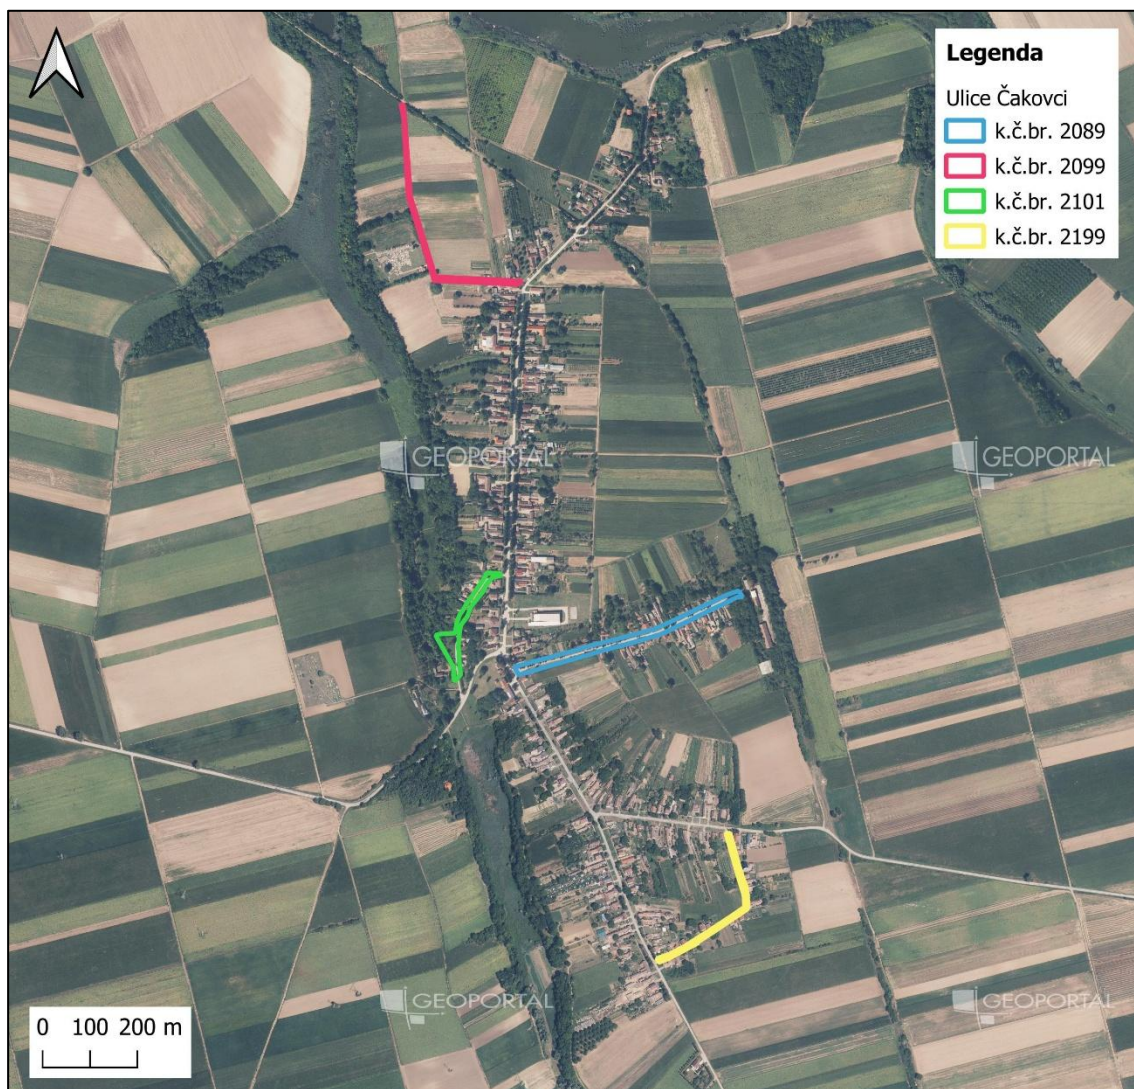 Legenda
Ulice Čakovci
k.č.br. 2089
k.č.br. 2099
k.č.br. 2101
k.č.br. 2199
GEOPORTAL
GEOPORTAL
GEOPORTAL
GEOPORTAL
0 100 200 m